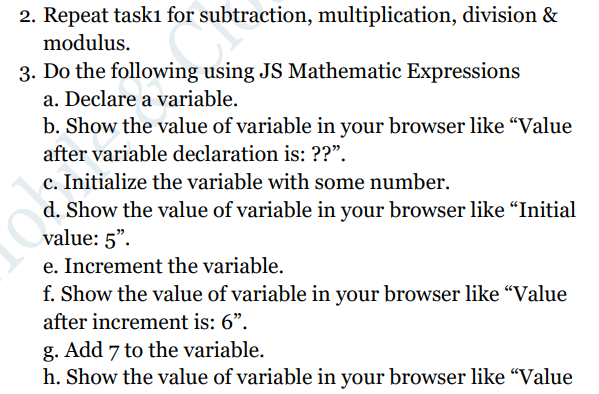 2. Repeat task1 for subtraction, multiplication, division &
modulus.
3. Do the following using JS Mathematic Expressions
a. Declare a variable.
b. Show the value of variable in your browser like “Value
after variable declaration is: ??”.
c. Initialize the variable with some number.
d. Show the value of variable in your browser like “Initial
value: 5”.
e. Increment the variable.
f. Show the value of variable in your browser like “Value
after increment is: 6”.
g. Add 7 to the variable.
h. Show the value of variable in your browser like “Value